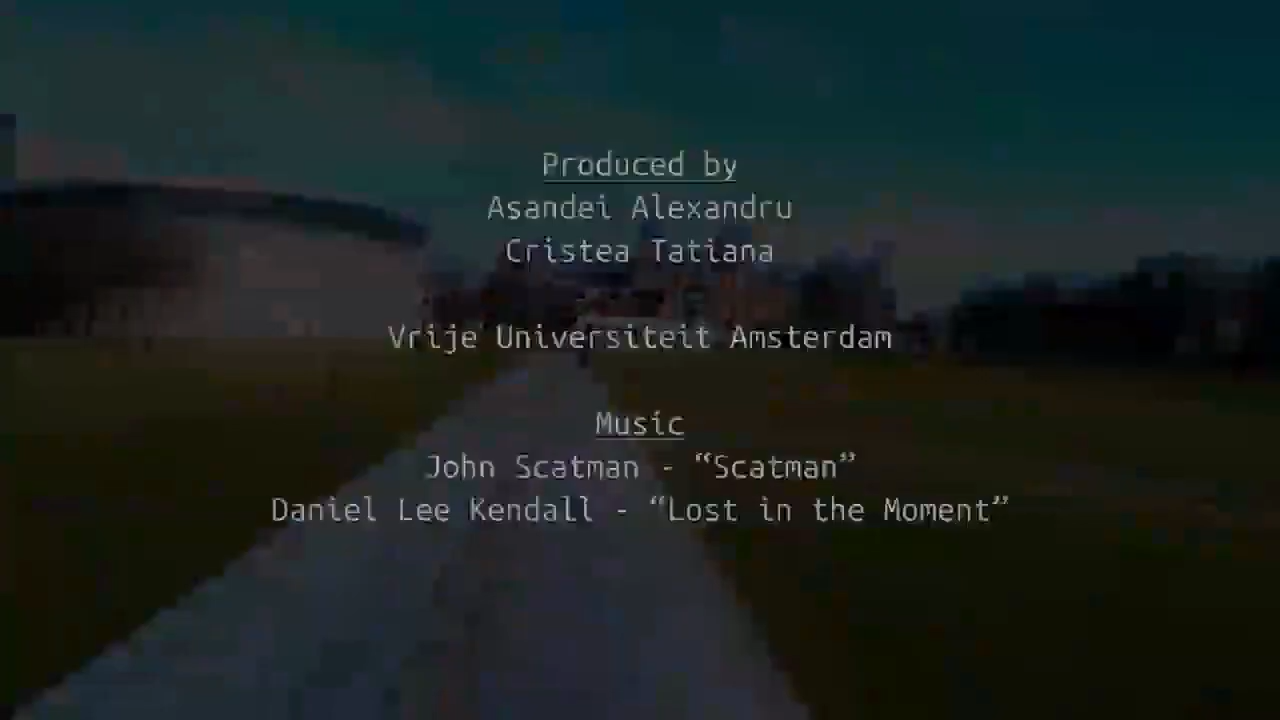 Produced by
Asandei Alexandru
Cristea Tatiana
Vrije Universiteit Amsterdam
Music
John Scatman - “Scatman”
Daniel Lee Kendall - “Lost in the Moment”